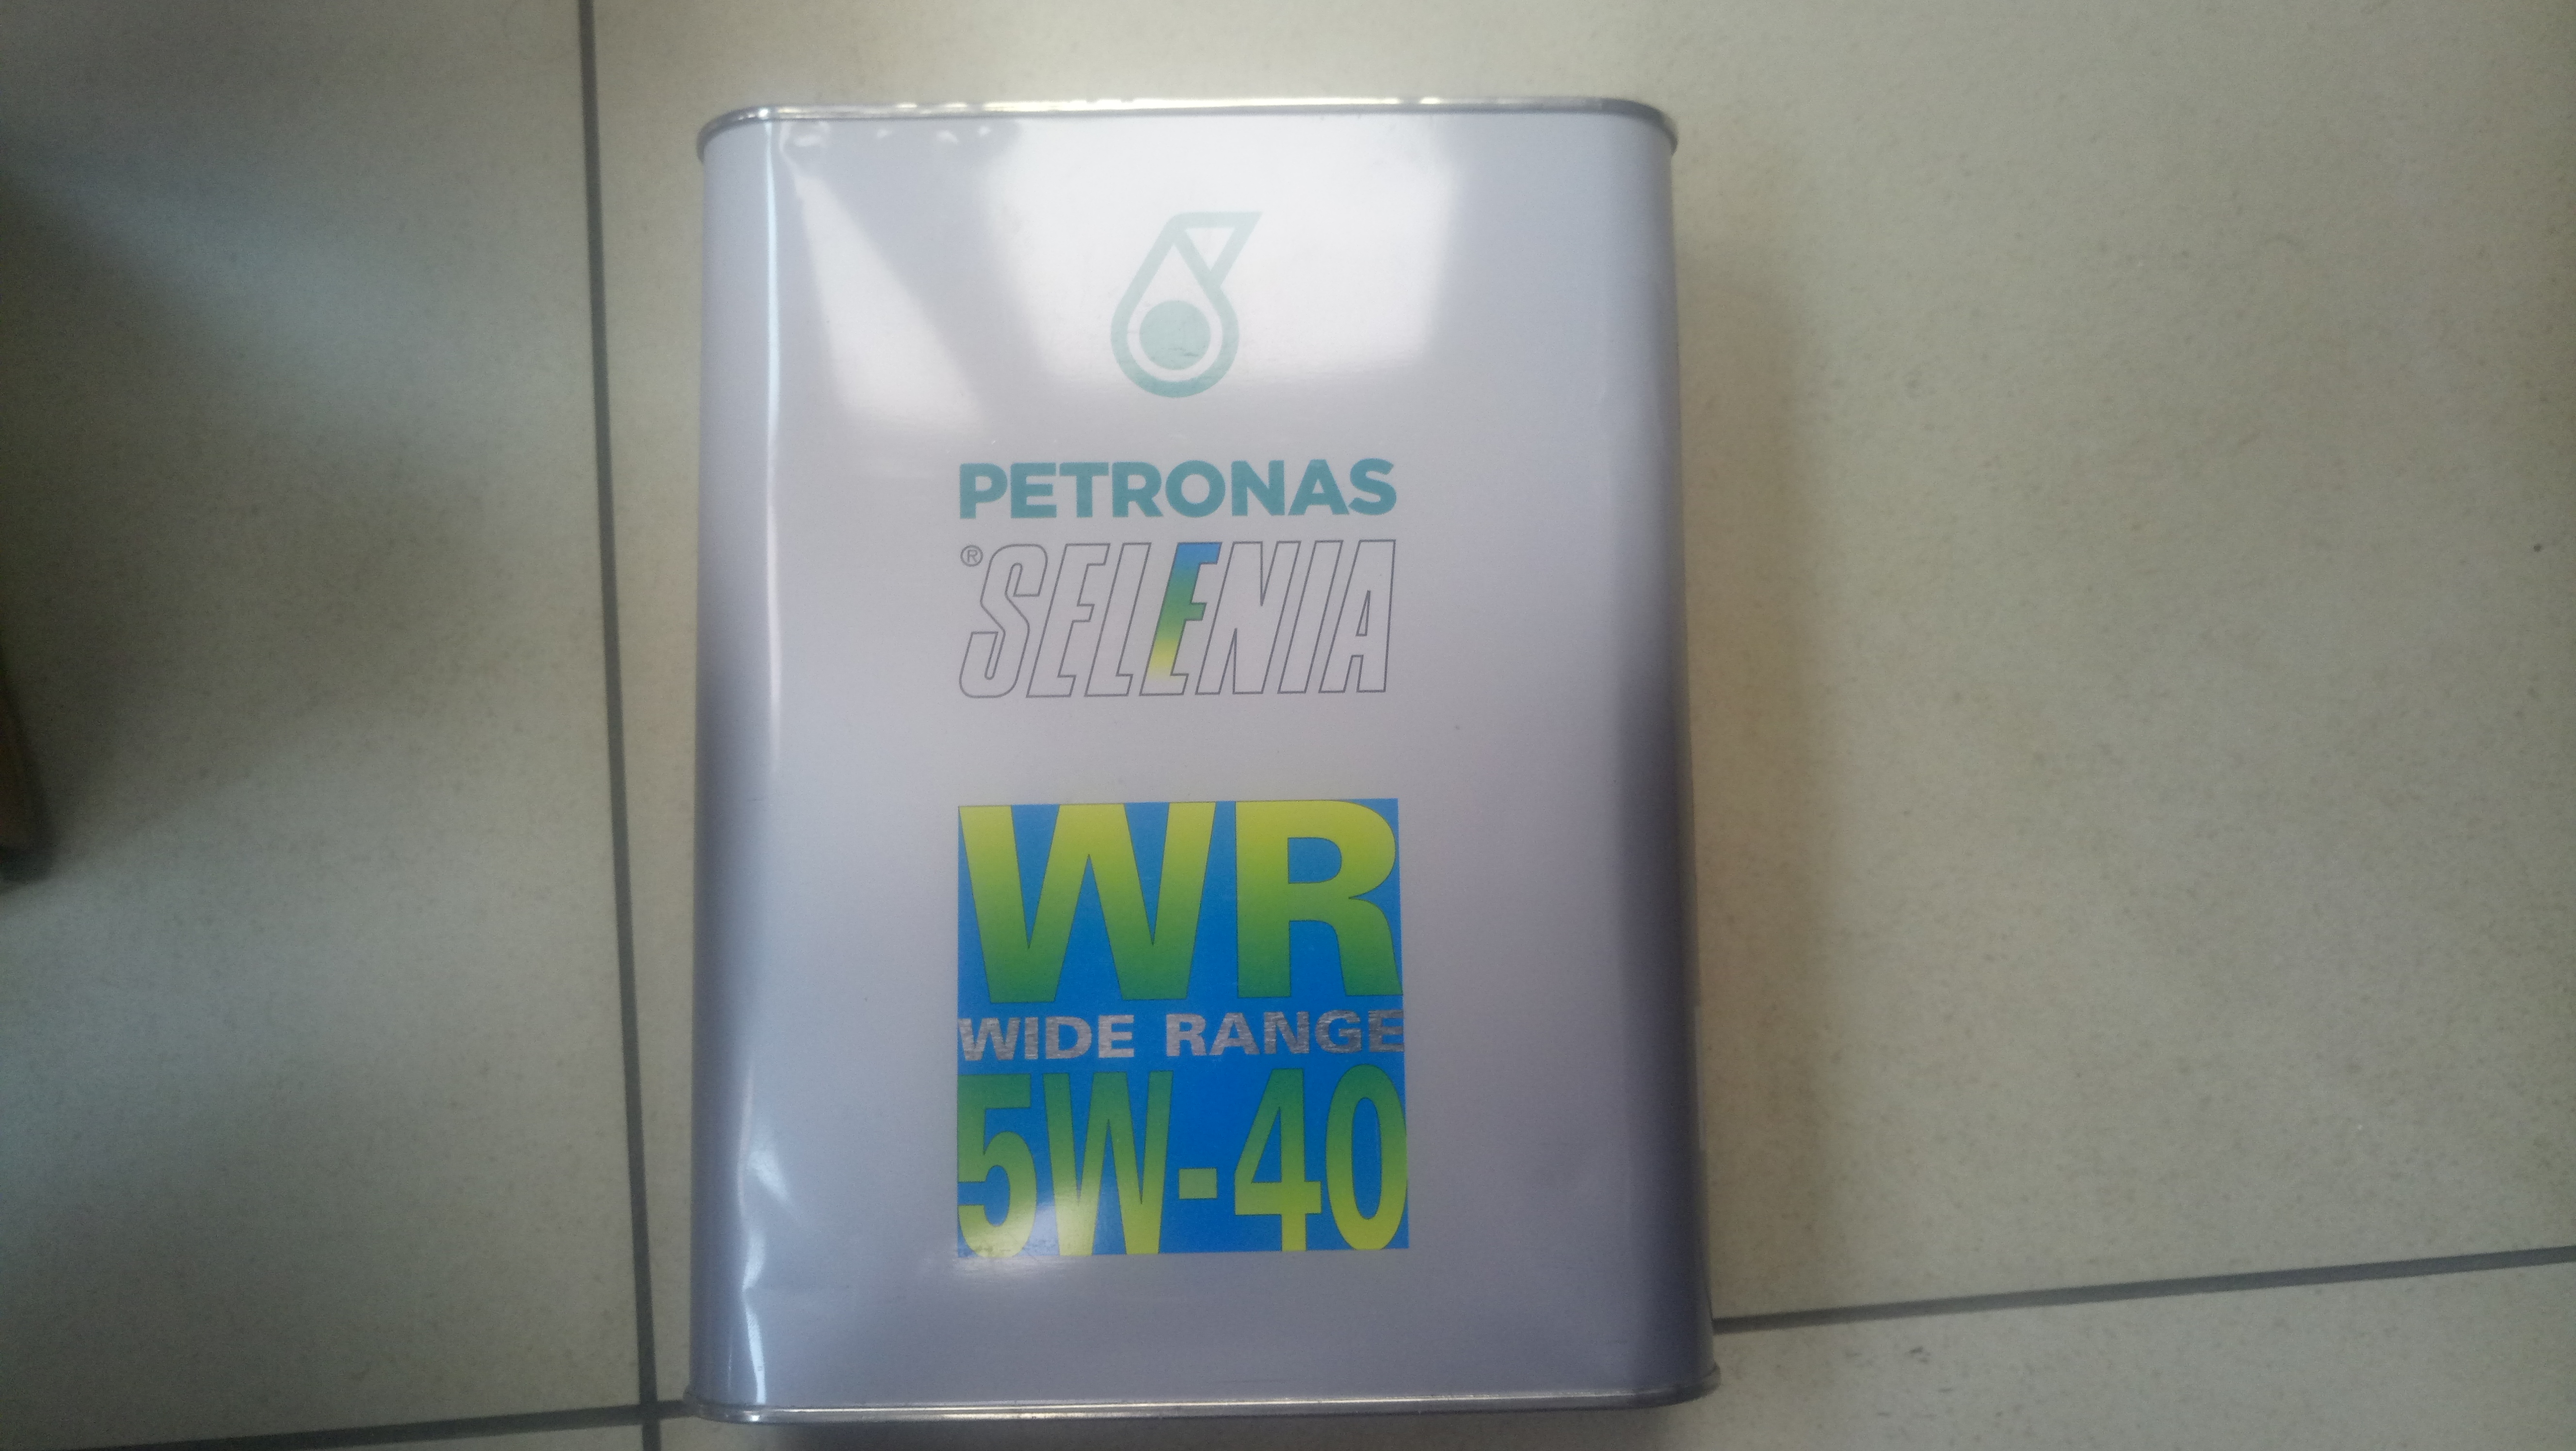 PETRONAS
®SELENIA
WR
WIDE RANGE
5W-40